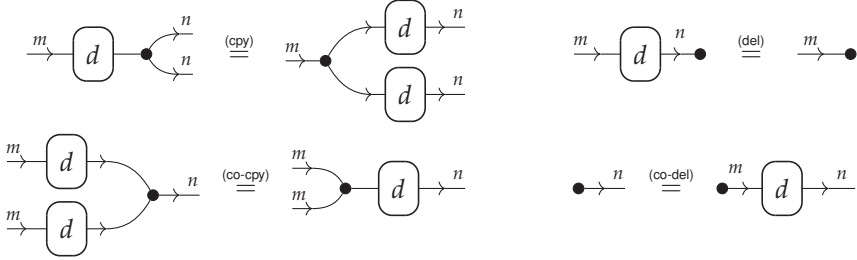 m d n n (cpy) = m d n d n m d n (del) = m
m d m d n (co-cpy) = m m d n n (co-del) = m d n